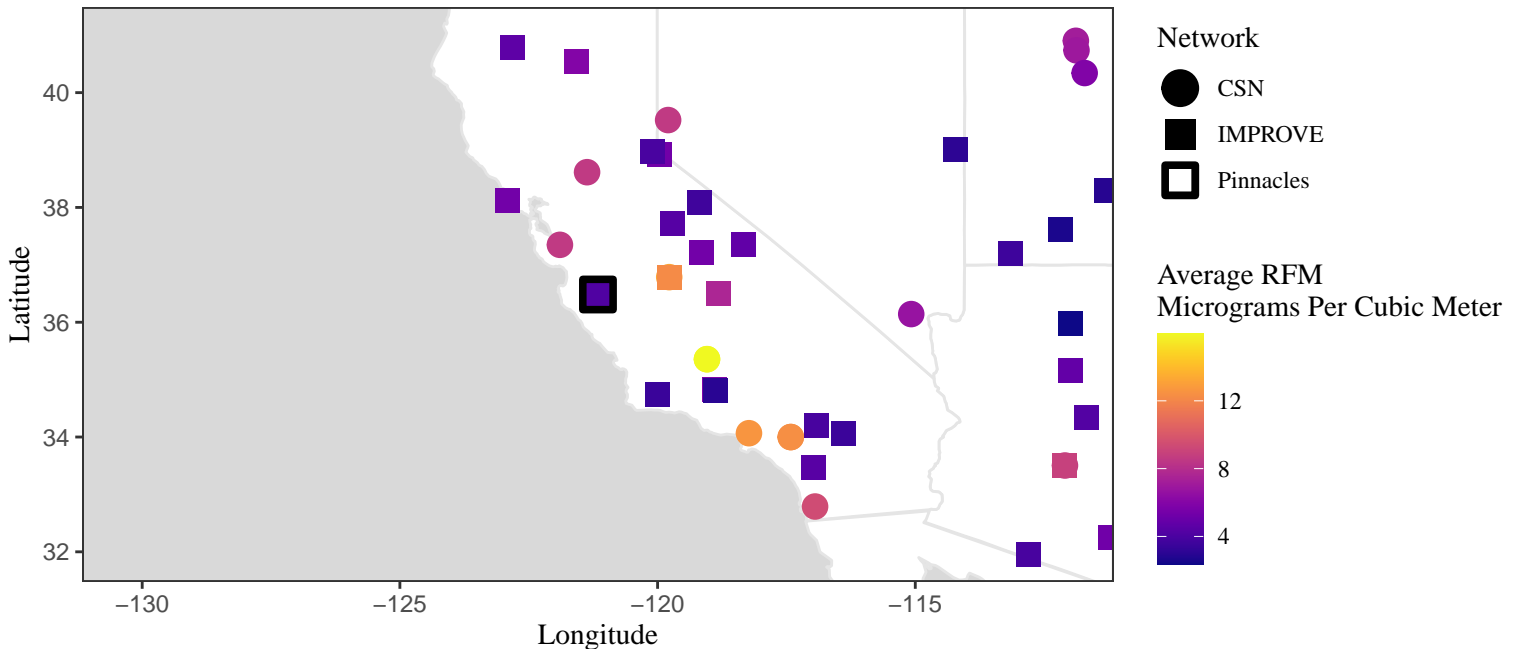 40
38
36
34
32
Latitude
−130
−125
−120
−115
Longitude
Network
CSN
IMPROVE
Pinnacles
Average RFM
Micrograms Per Cubic Meter
12
8
4